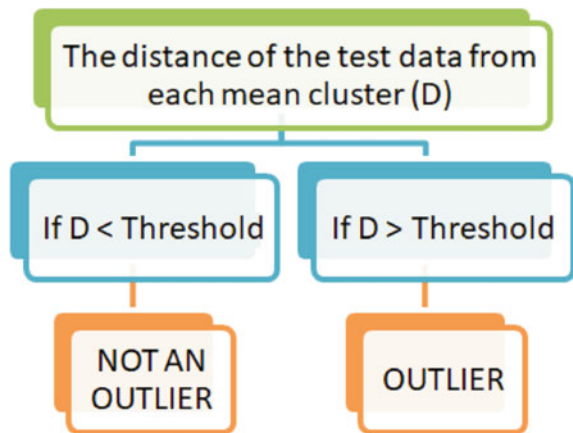 The distance of the test data from
each mean cluster (D)
If D < Threshold
If D > Threshold
NOT AN
OUTLIER
OUTLIER